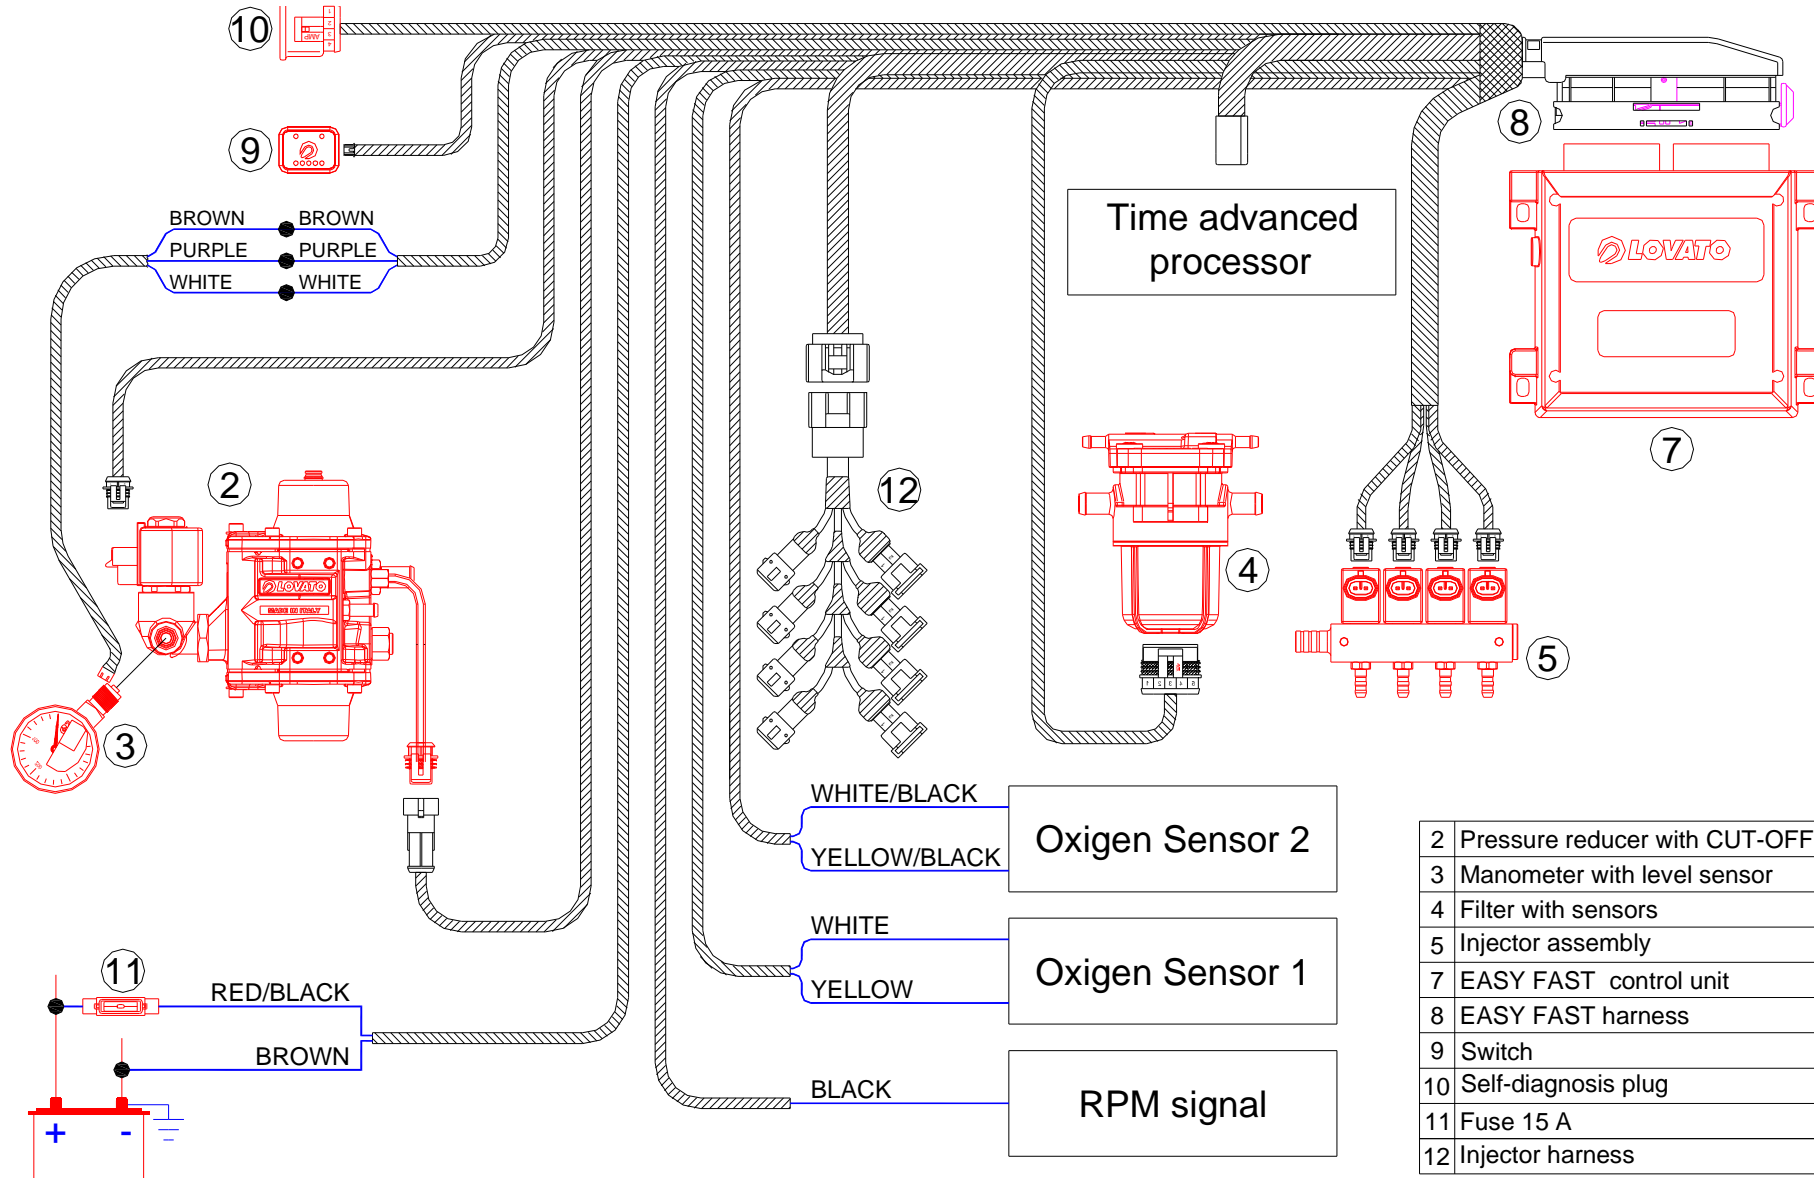 10
9
8
BROWN BROWN
PURPLE PURPLE
WHITE WHITE
Time advanced
processor
LOVATO
7
2
12
4
LOVATO
MADE IN ITALY
5
3
WHITE/BLACK
YELLOW/BLACK
Oxigen Sensor 2
WHITE
YELLOW
Oxigen Sensor 1
11
RED/BLACK
BROWN
BLACK
RPM signal
+ -
2 Pressure reducer with CUT-OFF
3 Manometer with level sensor
4 Filter with sensors
5 Injector assembly
7 EASY FAST control unit
8 EASY FAST harness
9 Switch
10 Self-diagnosis plug
11 Fuse 15 A
12 Injector harness